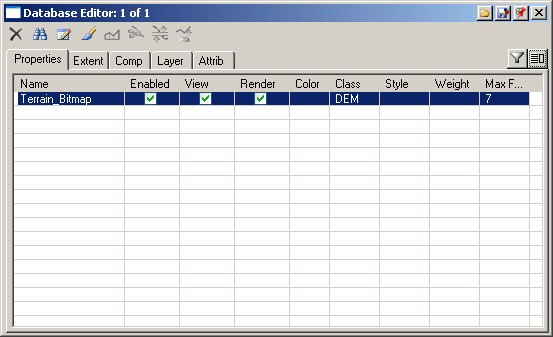 Database Editor: 1 of 1
Properties Extent Comp Layer Attrib
Name Enabled View Render Color Class Style Weight Max F...
Terrain_Bitmap DEM 7